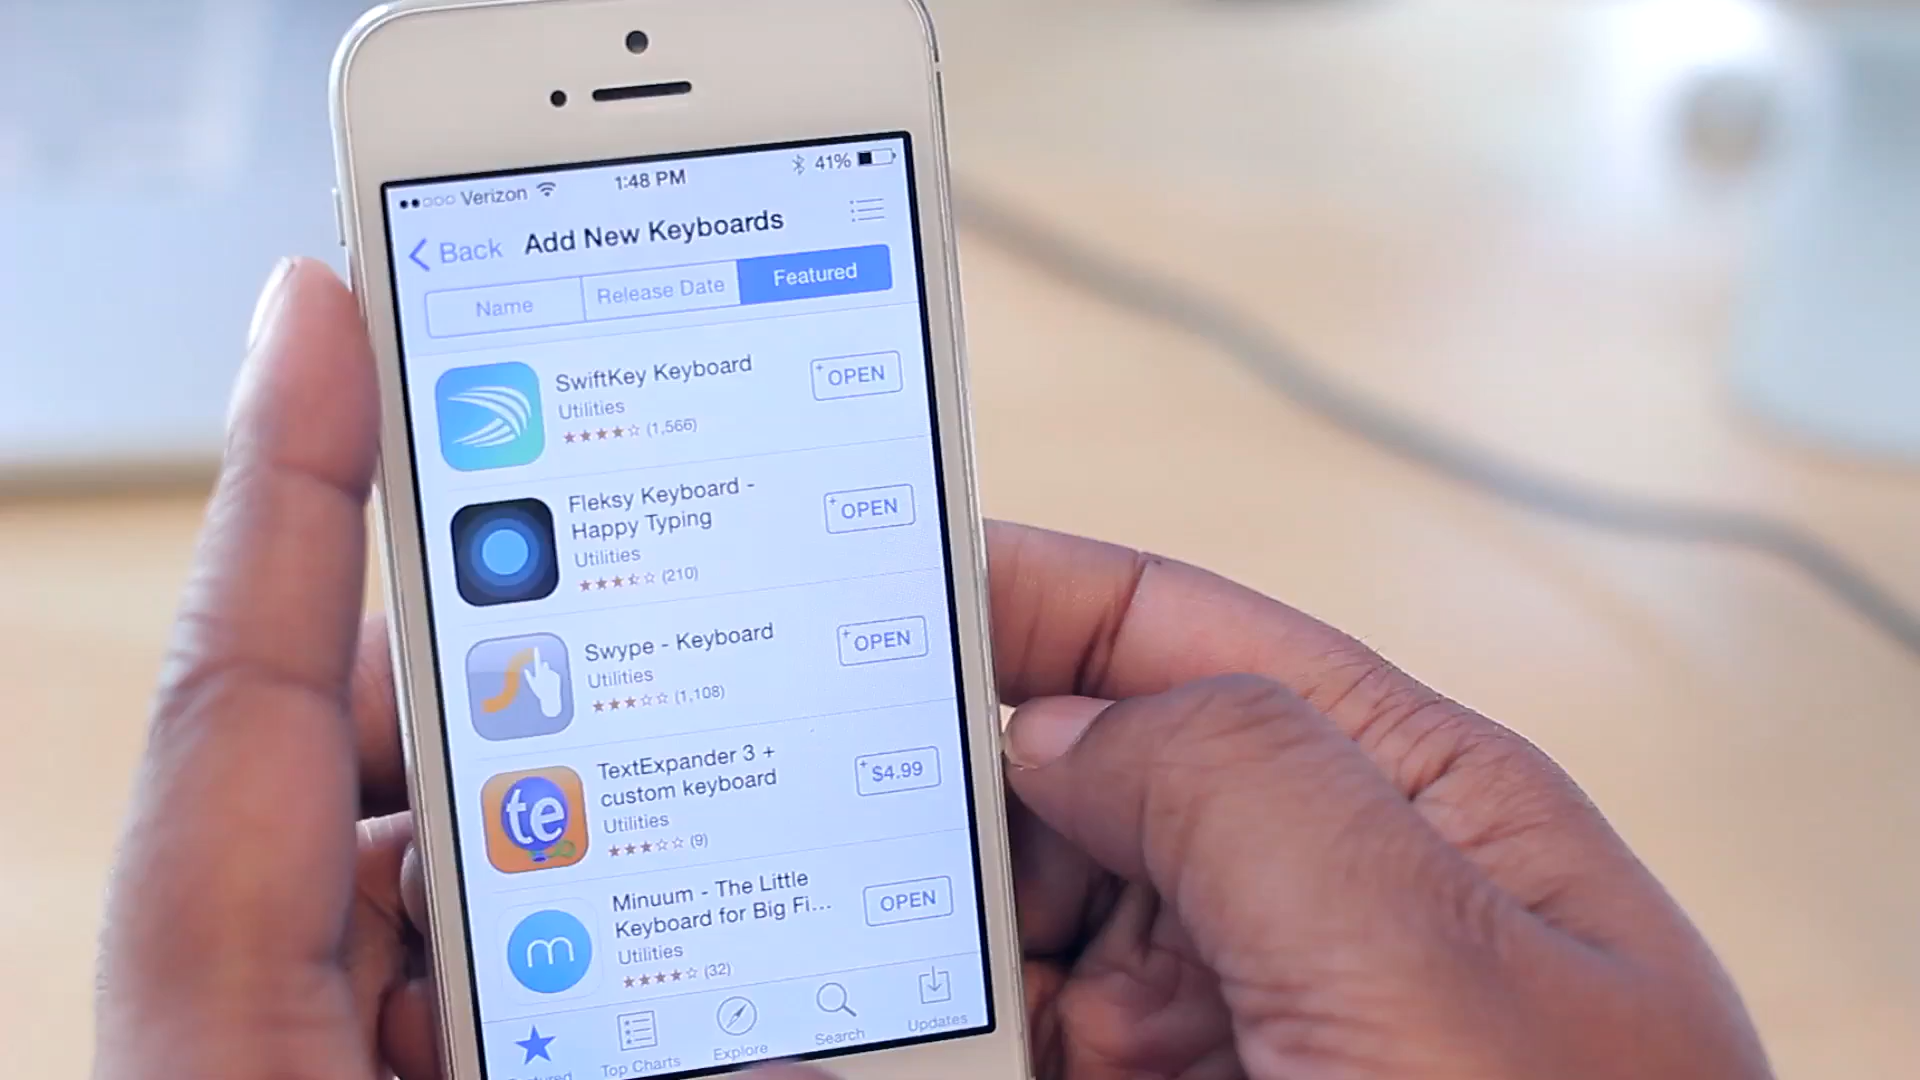 Verizon 1:48 PM 41%
Back Add New Keyboards
Name Release Date Featured
SwiftKey Keyboard
Utilities
(1,566)
OPEN
Fleksy Keyboard -
Happy Typing
Utilities
(210)
OPEN
Swype - Keyboard
Utilities
(1,108)
OPEN
te
TextExpander 3 +
custom keyboard
Utilities
(9)
$4.99
m
Minuum - The Little
Keyboard for Big Fi...
Utilities
(32)
OPEN
Top Charts Explore Search Updates